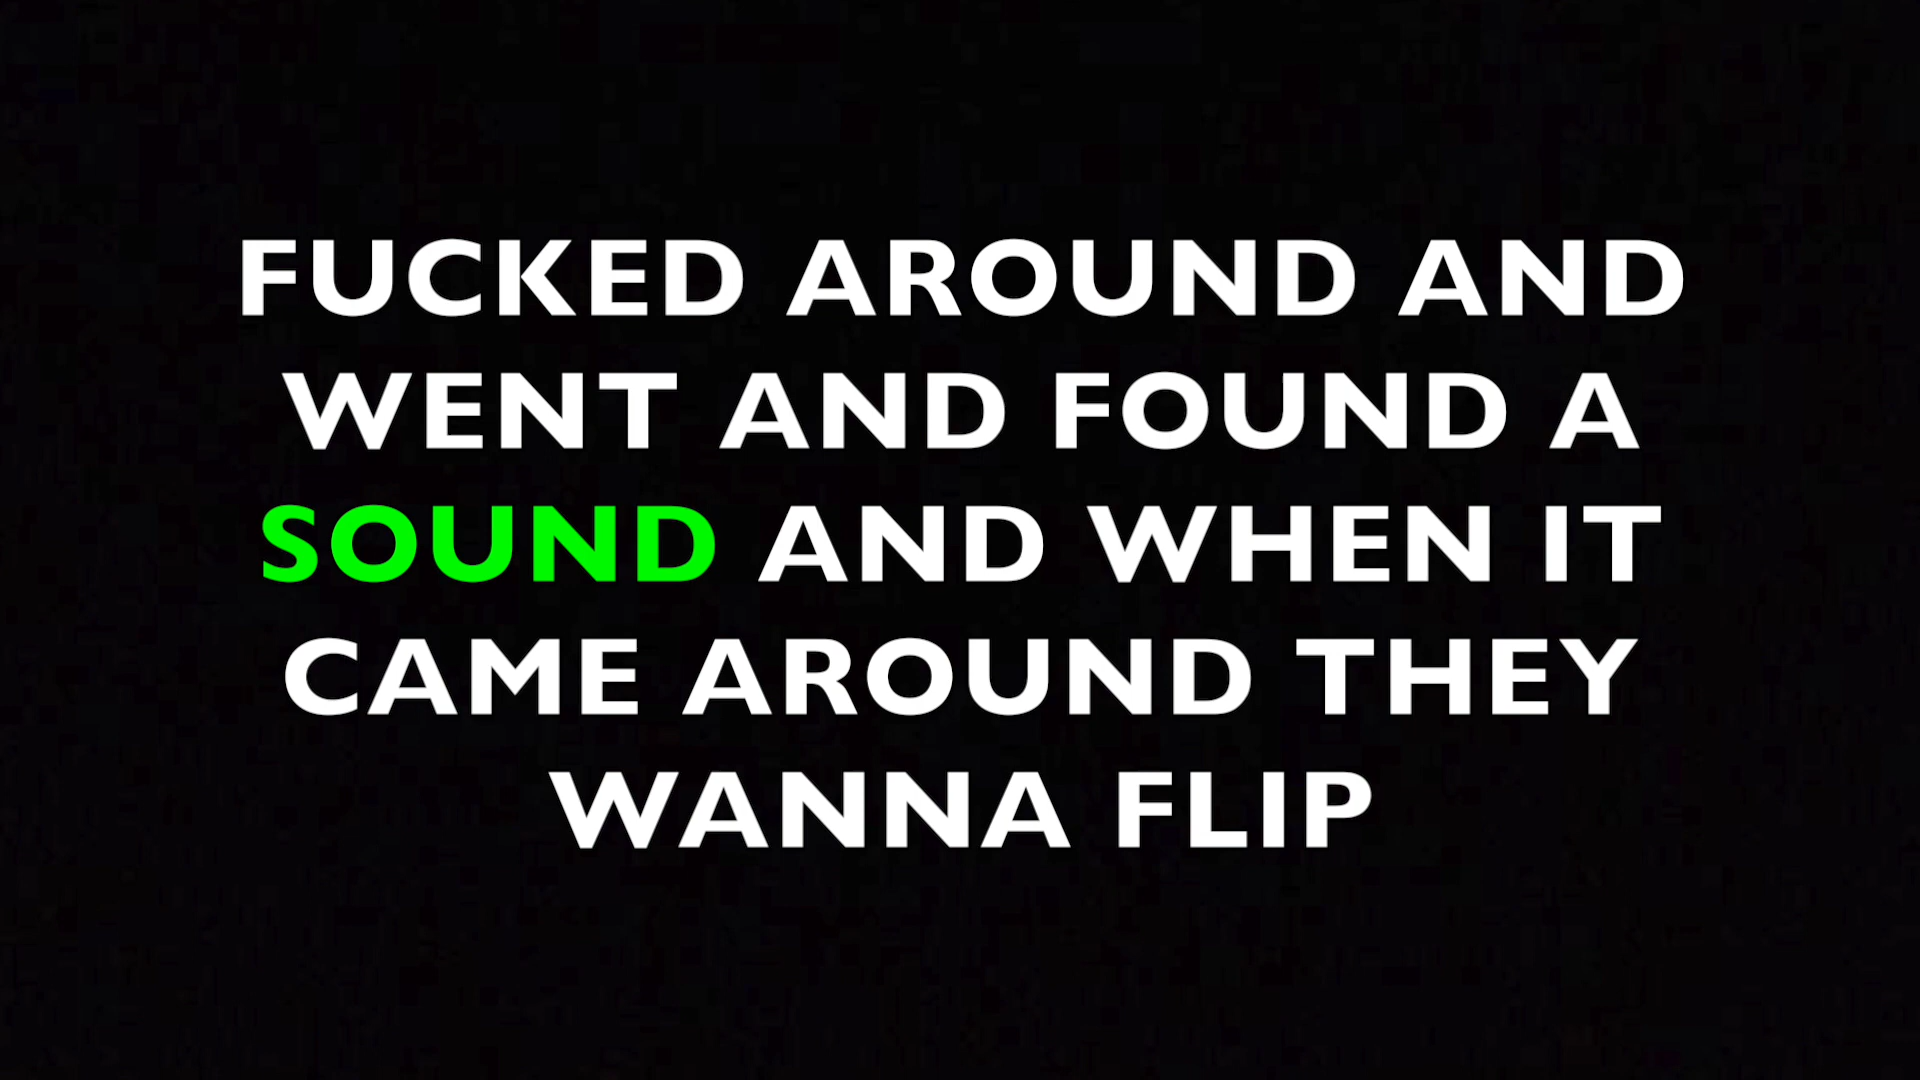 FUCKED AROUND AND
WENT AND FOUND A
SOUND AND WHEN IT
CAME AROUND THEY
WANNA FLIP